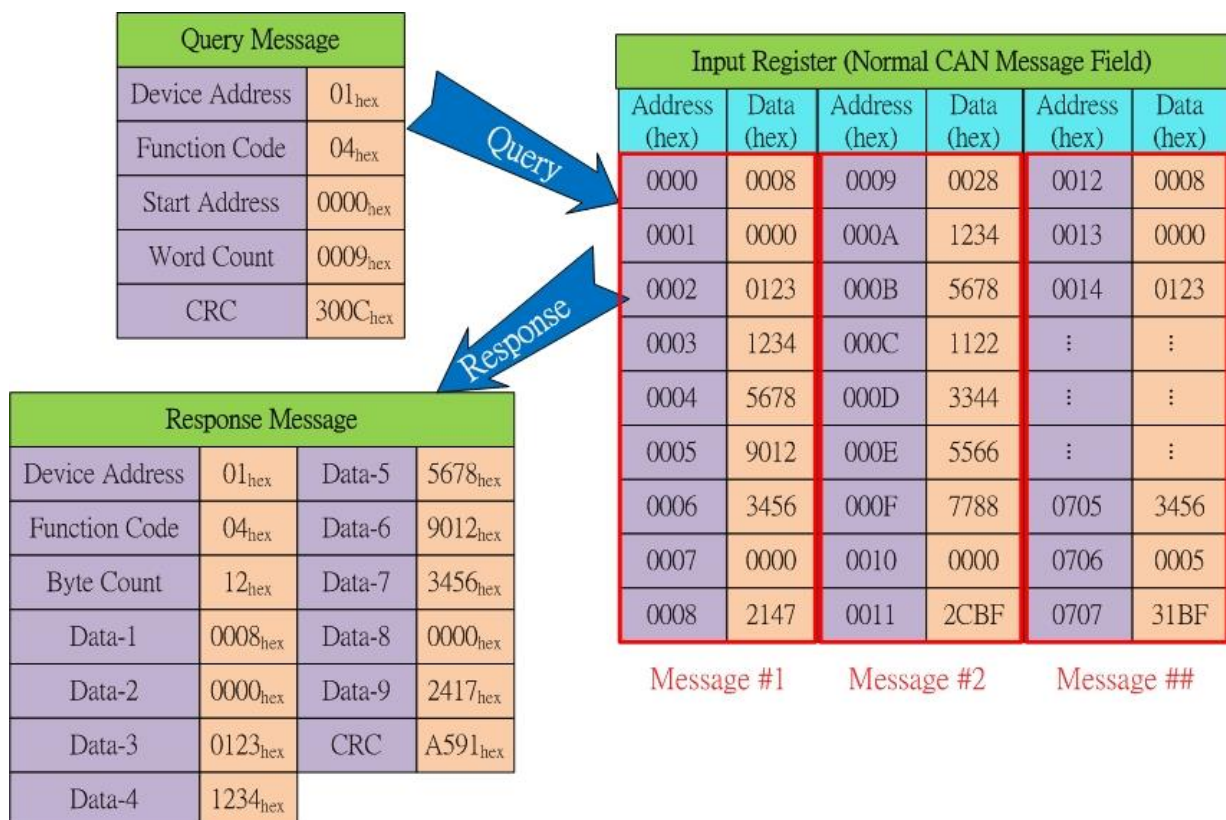 Query Message
Device Address 01hex
Function Code 04hex
Start Address 0000hex
Word Count 0009hex
CRC 300Chex
Query
Response
Input Register (Normal CAN Message Field)
Address (hex) Data (hex) Address (hex) Data (hex) Address (hex) Data (hex)
0000 0008 0009 0028 0012 0008
0001 0000 000A 1234 0013 0000
0002 0123 000B 5678 0014 0123
0003 1234 000C 1122 ⋮ ⋮
0004 5678 000D 3344 ⋮ ⋮
0005 9012 000E 5566 ⋮ ⋮
0006 3456 000F 7788 0705 3456
0007 0000 0010 0000 0706 0005
0008 2147 0011 2CBF 0707 31BF
Message #1 Message #2 Message ##
Response Message
Device Address 01hex Data-5 5678hex
Function Code 04hex Data-6 9012hex
Byte Count 12hex Data-7 3456hex
Data-1 0008hex Data-8 0000hex
Data-2 0000hex Data-9 2417hex
Data-3 0123hex CRC A591hex
Data-4 1234hex